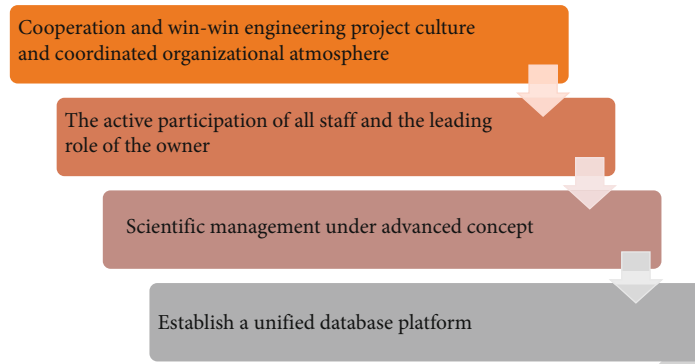 Cooperation and win-win engineering project culture
and coordinated organizational atmosphere
The active participation of all staff and the leading
role of the owner
Scientific management under advanced concept
Establish a unified database platform